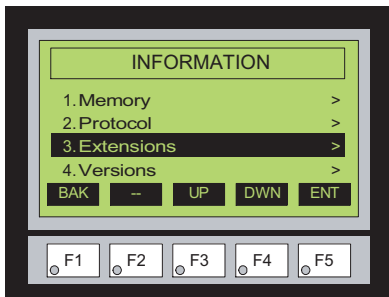 INFORMATION
1. Memory >
2. Protocol >
3. Extensions >
4. Versions >
BAK -- UP DWN ENT
F1 F2 F3 F4 F5